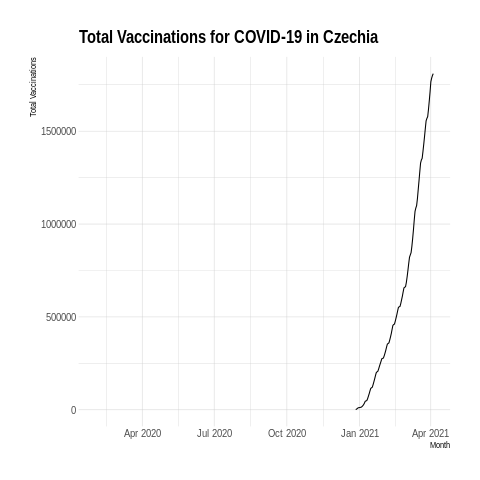 Total Vaccinations for COVID-19 in Czechia
Total Vaccinations
1500000
1000000
500000
0
Apr 2020 Jul 2020 Oct 2020 Jan 2021 Apr 2021
Month